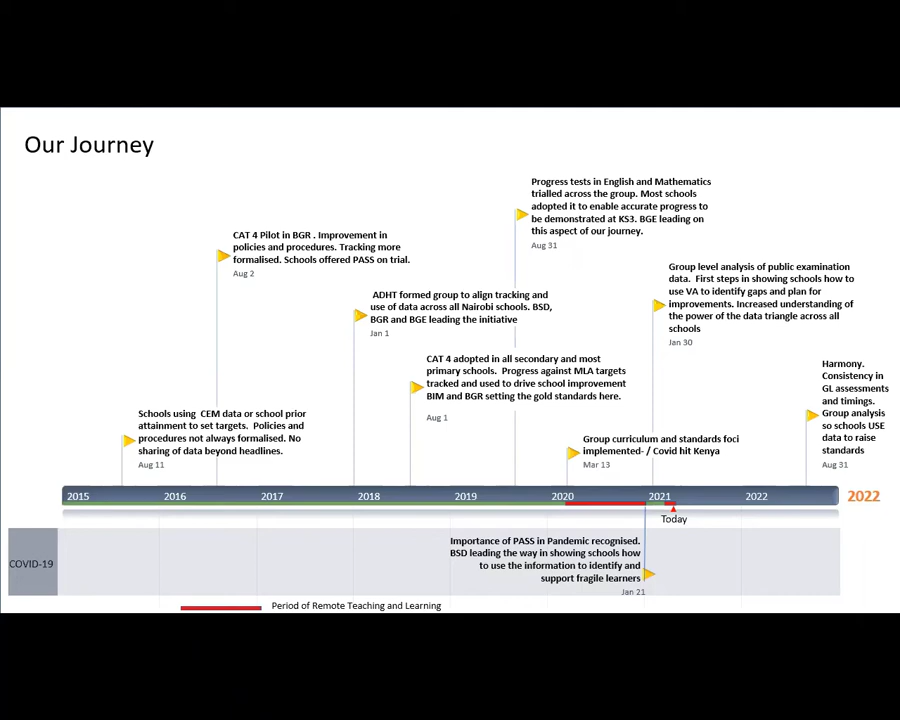 Our Journey
Progress tests in English and Mathematics
trialled across the group. Most schools
adopted it to enable accurate progress to
be demonstrated at KS3. BGE leading on
this aspect of our journey.
Aug 31
CAT 4 Pilot in BGR . Improvement in
policies and procedures. Tracking more
formalised. Schools offered PASS on trial.
Aug 2
Group level analysis of public examination
data. First steps in showing schools how to
use VA to identify gaps and plan for
improvements. Increased understanding of
the power of the data triangle across all
schools
Jan 30
ADHT formed group to align tracking and
use of data across all Nairobi schools. BSD,
BGR and BGE leading the initiative
Jan 1
CAT 4 adopted in all secondary and most
primary schools. Progress against MLA targets
tracked and used to drive school improvement
BIM and BGR setting the gold standards here.
Aug 1
Harmony.
Consistency in
GL assessments
and timings.
Group analysis
so schools USE
data to raise
standards
Aug 31
Schools using CEM data or school prior
attainment to set targets. Policies and
procedures not always formalised. No
sharing of data beyond headlines.
Aug 11
Group curriculum and standards foci
implemented- / Covid hit Kenya
Mar 13
2015 2016 2017 2018 2019 2020 2021 2022 2022
Today
COVID-19
Importance of PASS in Pandemic recognised.
BSD leading the way in showing schools how
to use the information to identify and
support fragile learners
Jan 21
Period of Remote Teaching and Learning